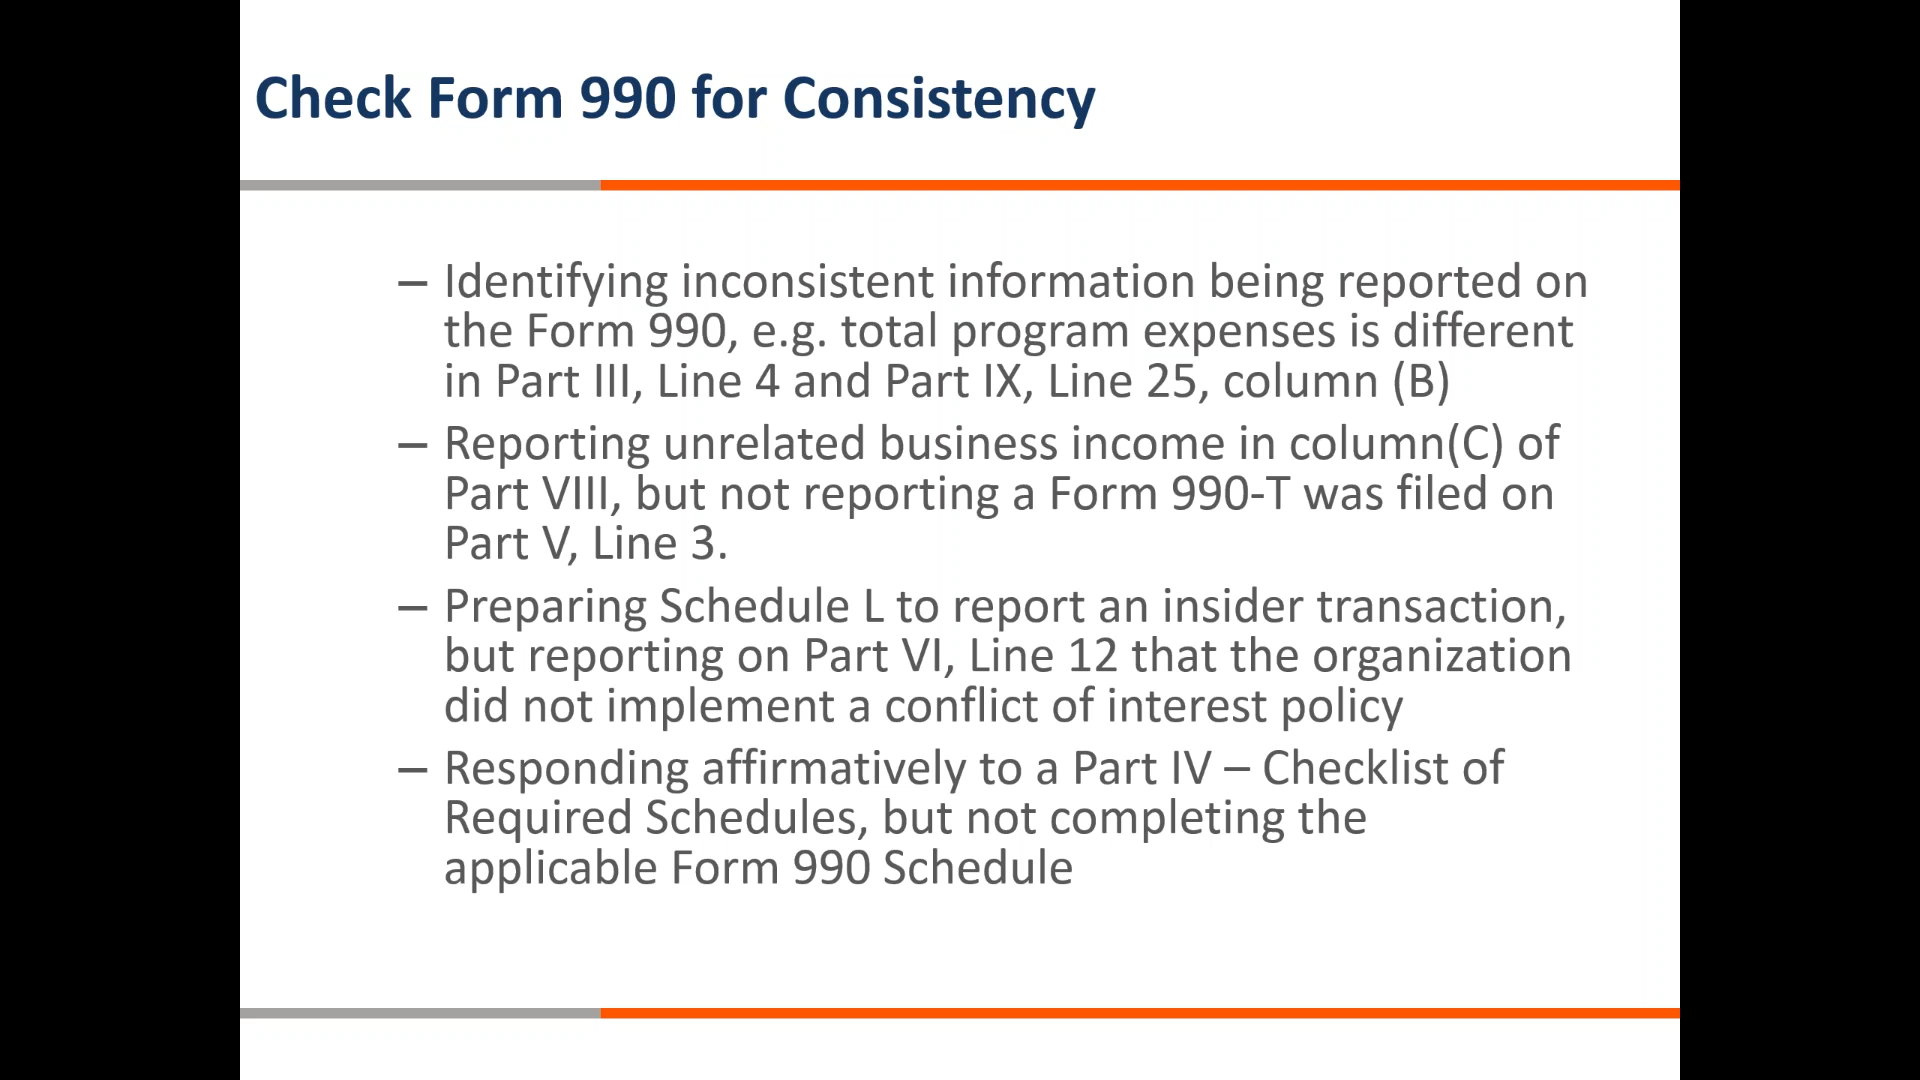 Check Form 990 for Consistency
– Identifying inconsistent information being reported on
the Form 990, e.g. total program expenses is different
in Part III, Line 4 and Part IX, Line 25, column (B)
– Reporting unrelated business income in column(C) of
Part VIII, but not reporting a Form 990-T was filed on
Part V, Line 3.
– Preparing Schedule L to report an insider transaction,
but reporting on Part VI, Line 12 that the organization
did not implement a conflict of interest policy
– Responding affirmatively to a Part IV – Checklist of
Required Schedules, but not completing the
applicable Form 990 Schedule